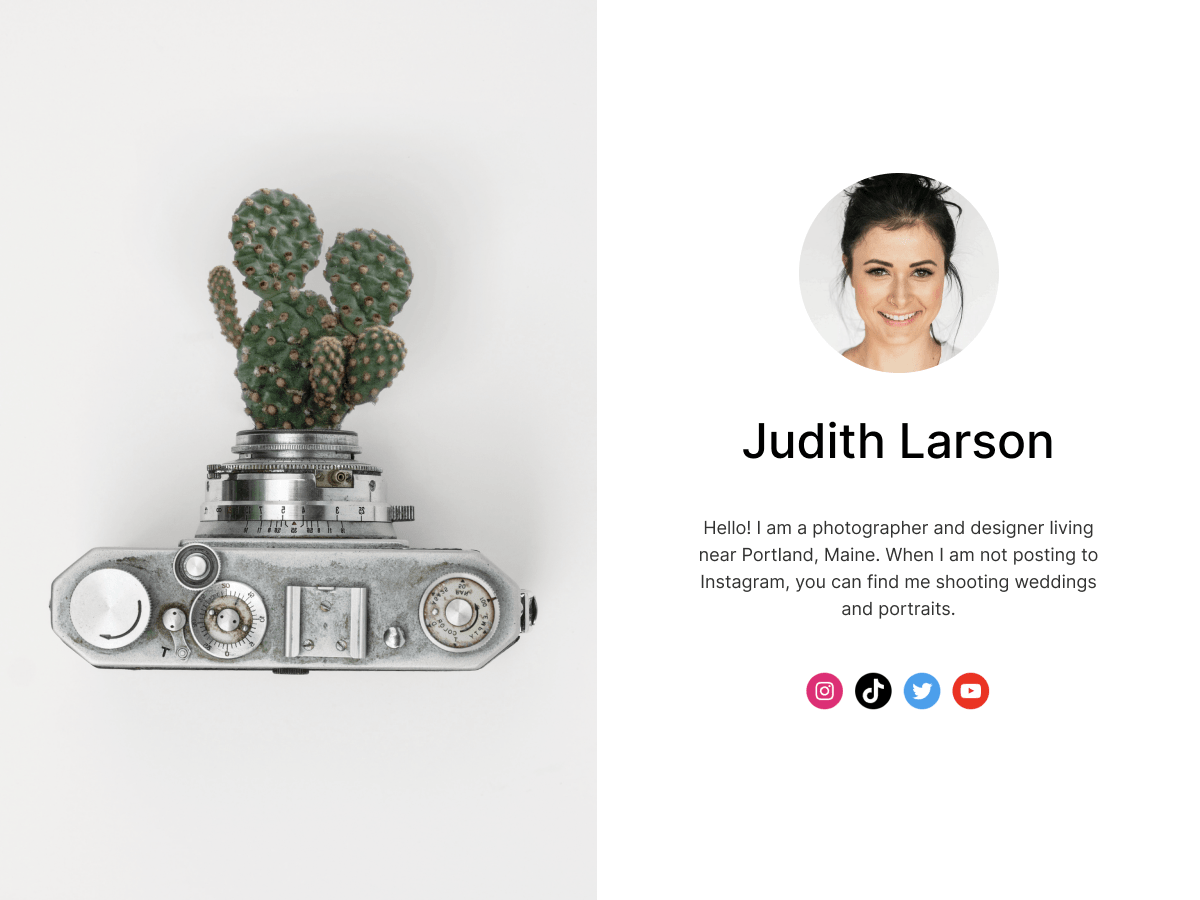 Judith Larson
Hello! I am a photographer and designer living
near Portland, Maine. When I am not posting to
Instagram, you can find me shooting weddings
and portraits.
T